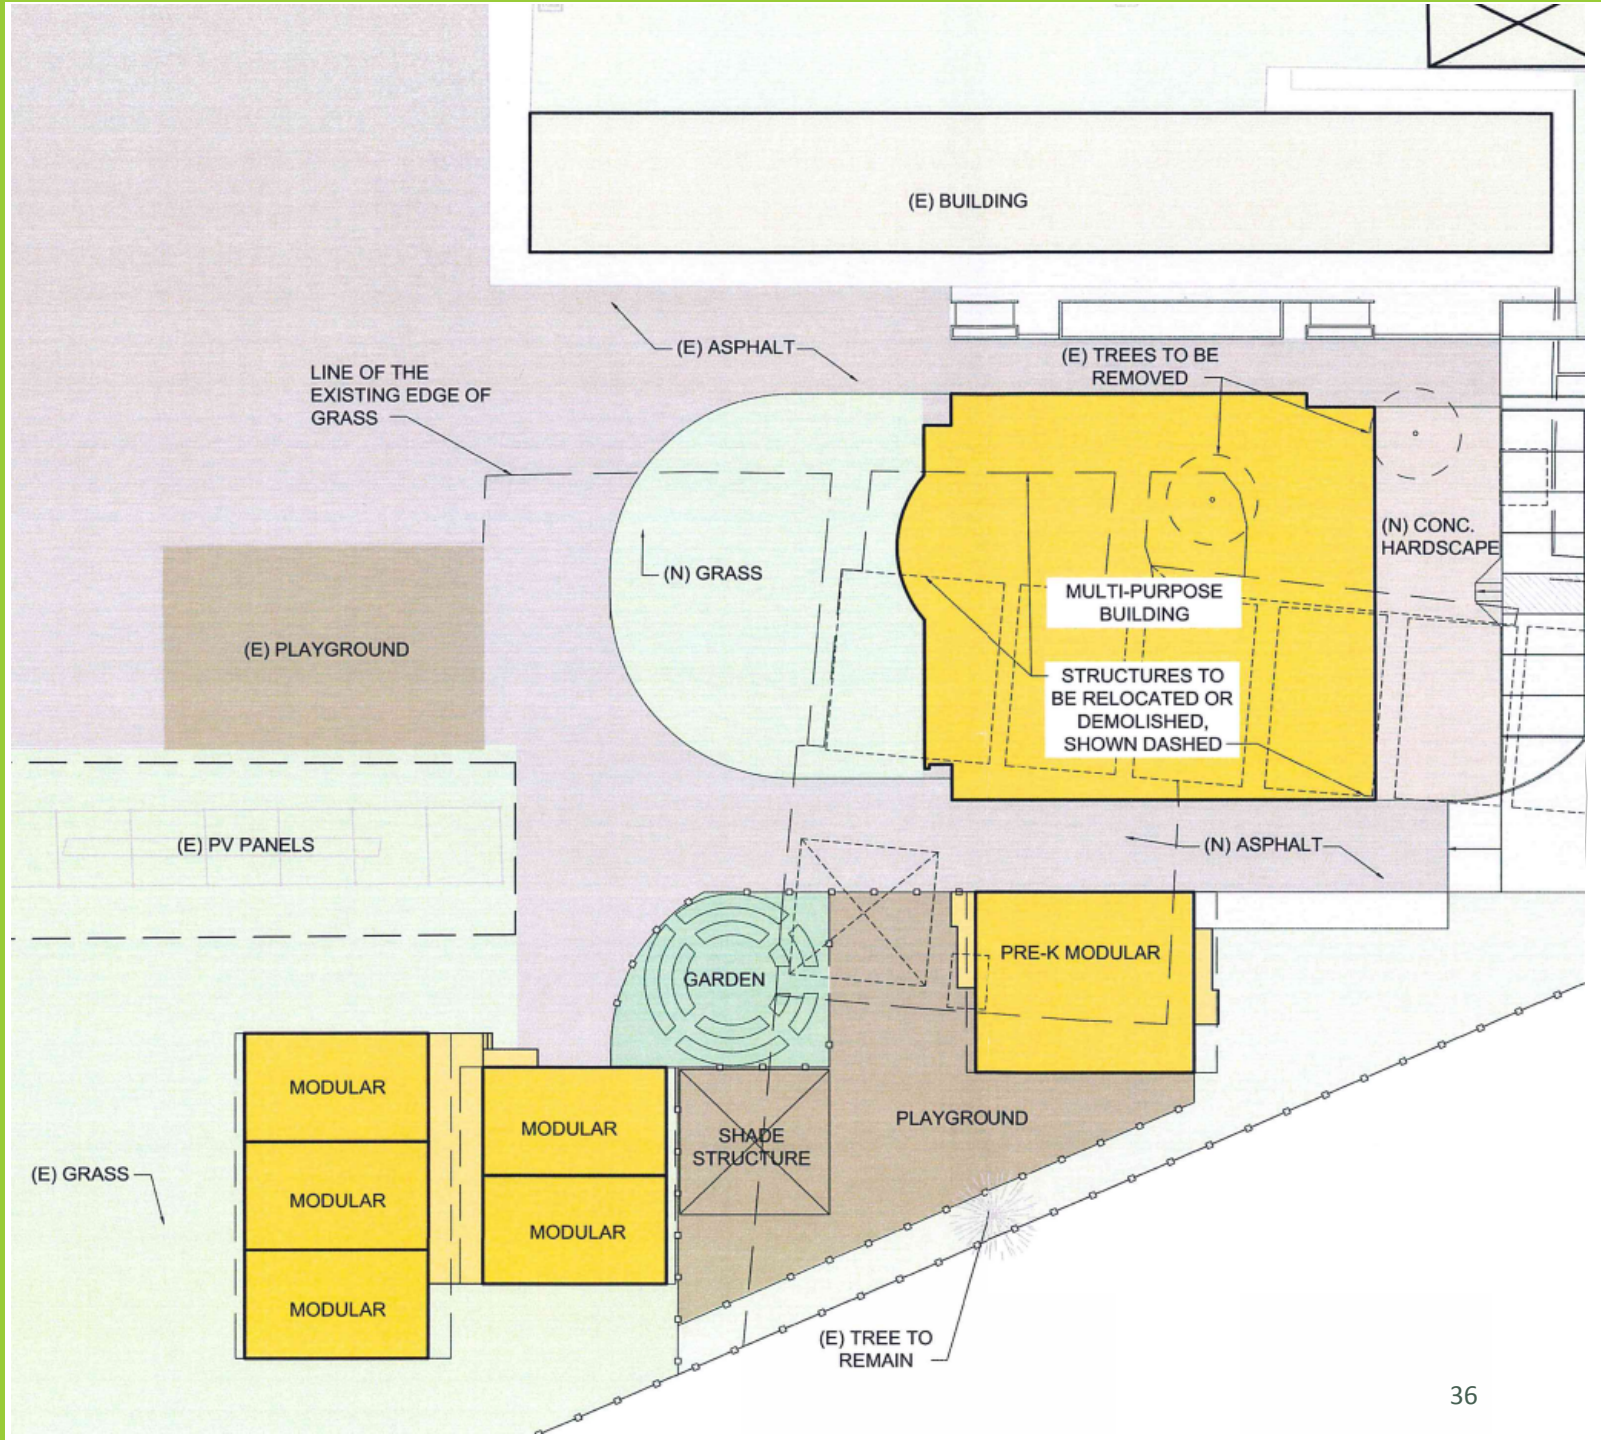 (E) BUILDING
(E) ASPHALT
(E) TREES TO BE
REMOVED
LINE OF THE
EXISTING EDGE OF
GRASS
(N) CONC.
HARDSCAPE
(N) GRASS
MULTI-PURPOSE
BUILDING
(E) PLAYGROUND
STRUCTURES TO
BE RELOCATED OR
DEMOLISHED,
SHOWN DASHED
(E) PV PANELS
(N) ASPHALT
PRE-K MODULAR
GARDEN
MODULAR
MODULAR
PLAYGROUND
SHADE
STRUCTURE
(E) GRASS
MODULAR
MODULAR
MODULAR
(E) TREE TO
REMAIN
36